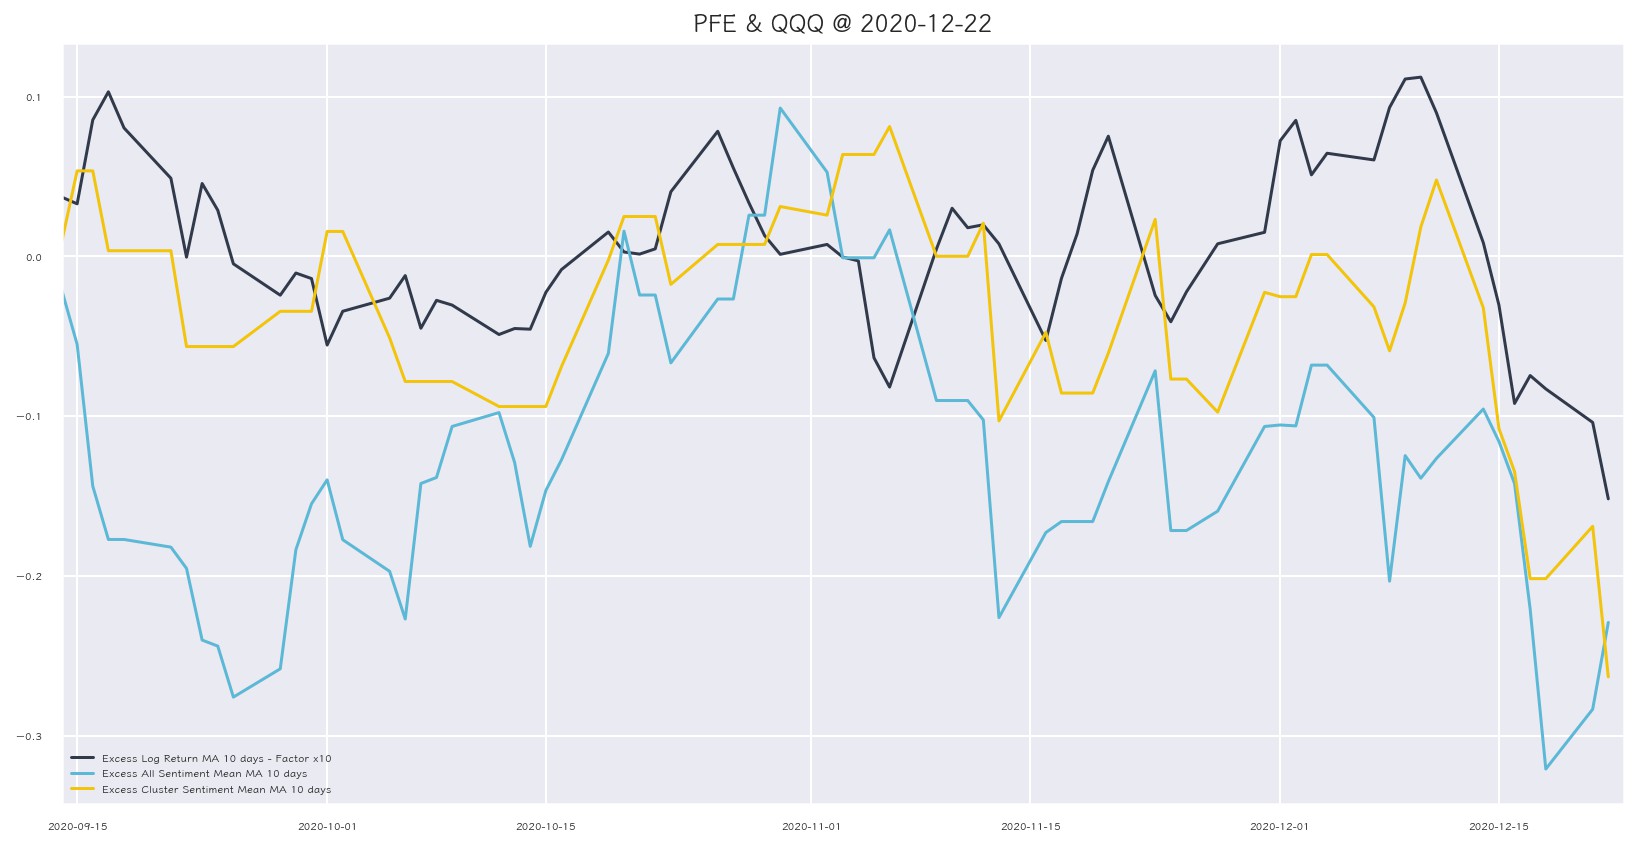 PFE & QQQ @ 2020-12-22
0.1
0.0
−0.1
−0.2
−0.3
Excess Log Return MA 10 days - Factor x10
Excess All Sentiment Mean MA 10 days
Excess Cluster Sentiment Mean MA 10 days
2020-09-15 2020-10-01 2020-10-15 2020-11-01 2020-11-15 2020-12-01 2020-12-15